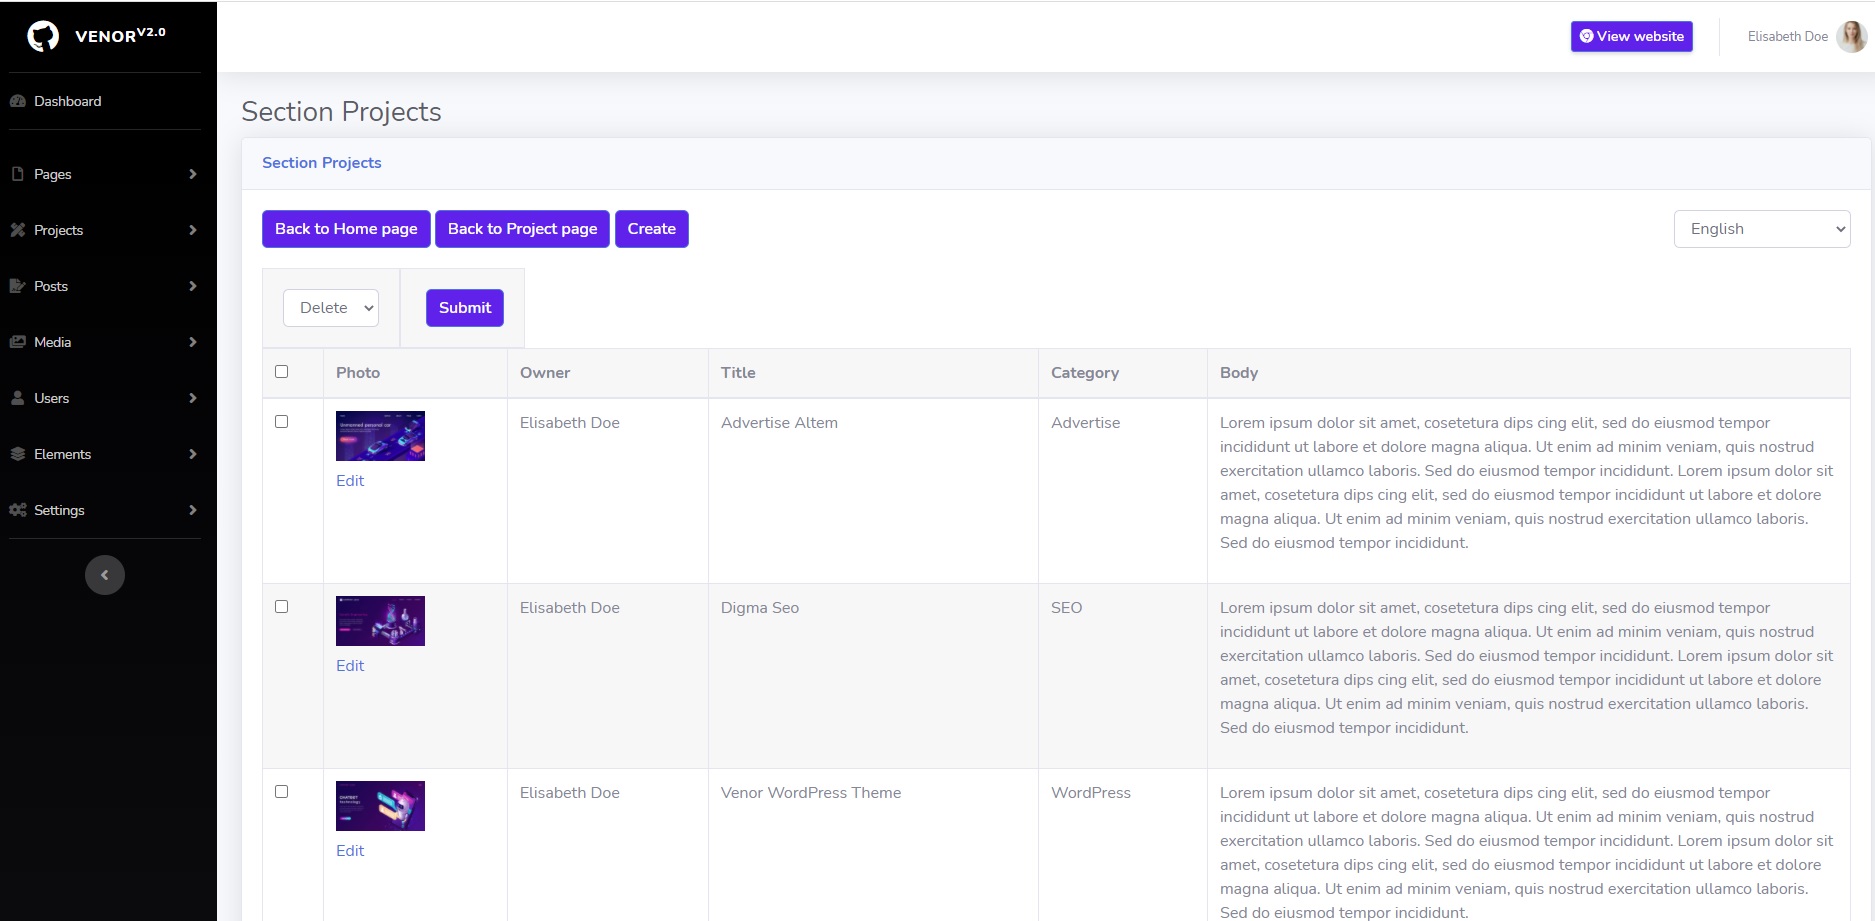 VENOR V2.0
View website
Elisabeth Doe
Dashboard
Pages
Projects
Posts
Media
Users
Elements
Settings
Section Projects
Section Projects
Back to Home page
Back to Project page
Create
English
Delete
Submit
Photo
Owner
Title
Category
Body
Unmanned personal car
Edit
Elisabeth Doe
Advertise Altem
Advertise
Lorem ipsum dolor sit amet, cosetetura dips cing elit, sed do eiusmod tempor
incididunt ut labore et dolore magna aliqua. Ut enim ad minim veniam, quis nostrud
exercitation ullamco laboris. Sed do eiusmod tempor incididunt. Lorem ipsum dolor sit
amet, cosetetura dips cing elit, sed do eiusmod tempor incididunt ut labore et dolore
magna aliqua. Ut enim ad minim veniam, quis nostrud exercitation ullamco laboris.
Sed do eiusmod tempor incididunt.
Edit
Elisabeth Doe
Digma Seo
SEO
Lorem ipsum dolor sit amet, cosetetura dips cing elit, sed do eiusmod tempor
incididunt ut labore et dolore magna aliqua. Ut enim ad minim veniam, quis nostrud
exercitation ullamco laboris. Sed do eiusmod tempor incididunt. Lorem ipsum dolor sit
amet, cosetetura dips cing elit, sed do eiusmod tempor incididunt ut labore et dolore
magna aliqua. Ut enim ad minim veniam, quis nostrud exercitation ullamco laboris.
Sed do eiusmod tempor incididunt.
Edit
Elisabeth Doe
Venor WordPress Theme
WordPress
Lorem ipsum dolor sit amet, cosetetura dips cing elit, sed do eiusmod tempor
incididunt ut labore et dolore magna aliqua. Ut enim ad minim veniam, quis nostrud
exercitation ullamco laboris. Sed do eiusmod tempor incididunt. Lorem ipsum dolor sit
amet, cosetetura dips cing elit, sed do eiusmod tempor incididunt ut labore et dolore
magna aliqua. Ut enim ad minim veniam, quis nostrud exercitation ullamco laboris.
Sed do eiusmod tempor incididunt.